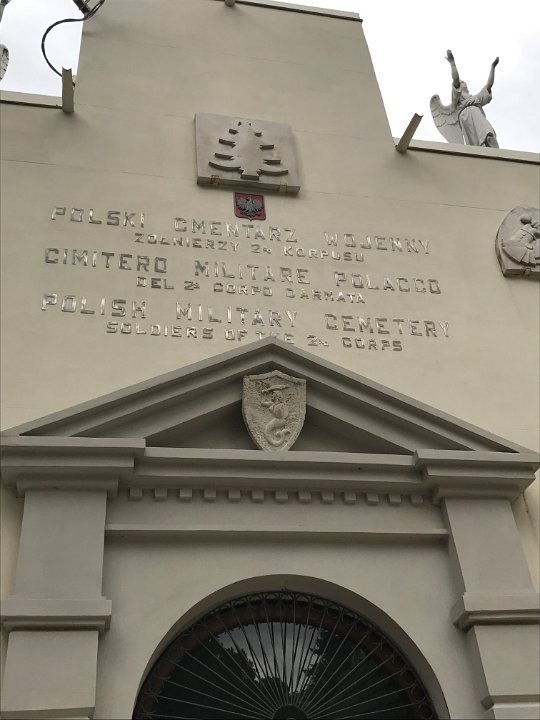 POLSKI CMENTARZ WOJENNY
ŻOŁNIERZY 2GO KORPUSU
CIMITERO MILITARE POLACCO
DEL 2O CORPO D'ARMATA
POLISH MILITARY CEMETERY
SOLDIERS OF THE 2ND CORPS